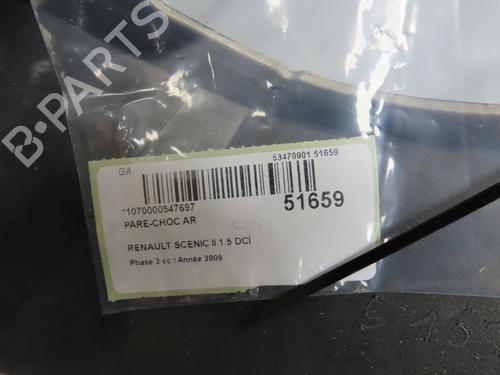 B-PARTS
GA
53470901 51659
*1070000547697
51659
PARE-CHOC AR
RENAULT SCENIC II 1.5 DCI
Phase 2 cc / Année 2009